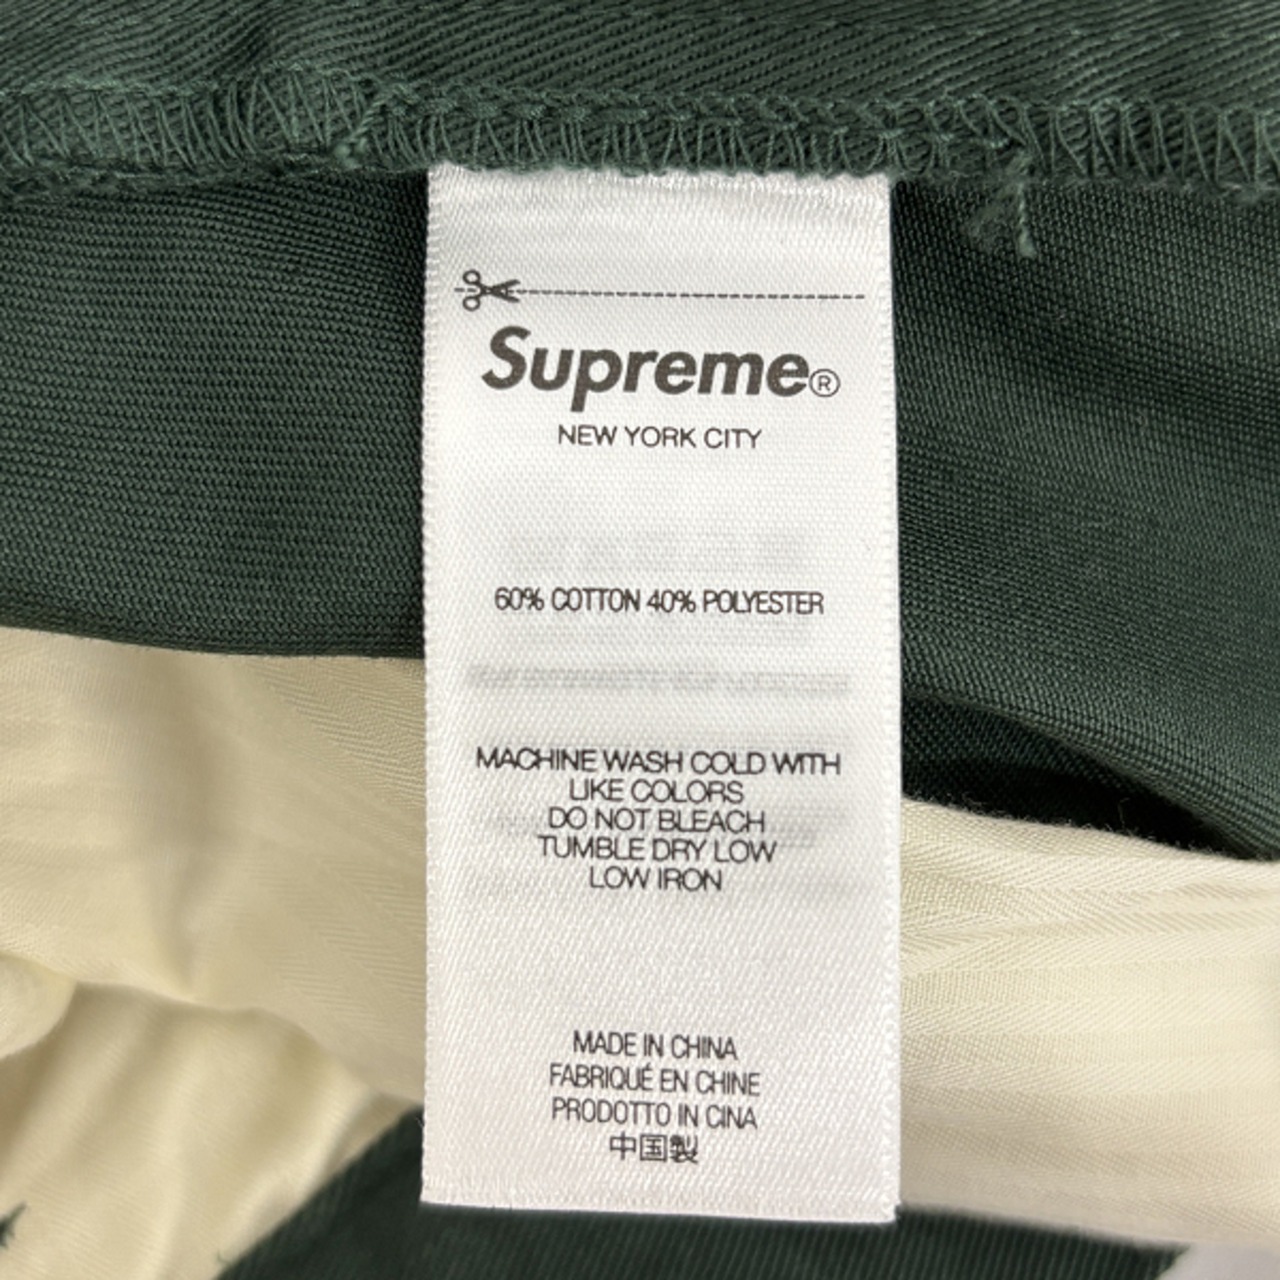 Supreme®
NEW YORK CITY
60% COTTON 40% POLYESTER
MACHINE WASH COLD WITH
LIKE COLORS
DO NOT BLEACH
TUMBLE DRY LOW
LOW IRON
MADE IN CHINA
FABRIQUÉ EN CHINE
PRODOTTO IN CINA
中国製